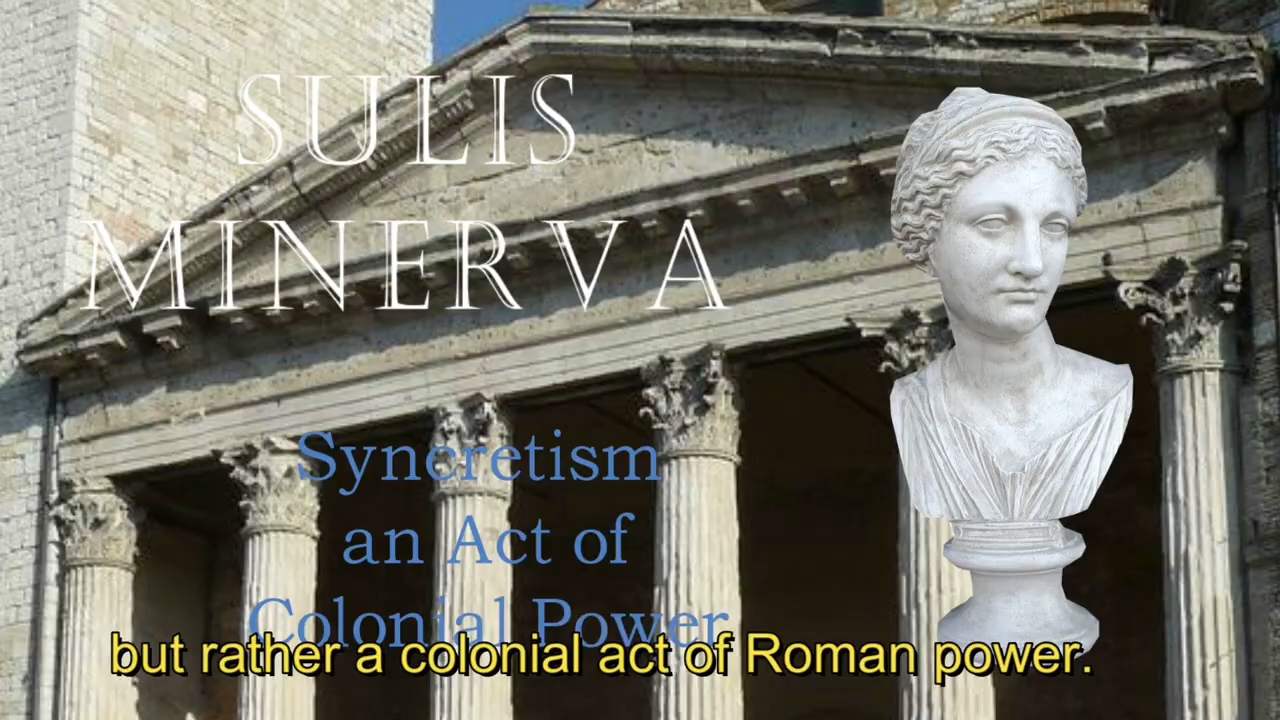 SULIS
MINERVA
Syncretism
an Act of
Colonial Power
but rather a colonial act of Roman power.